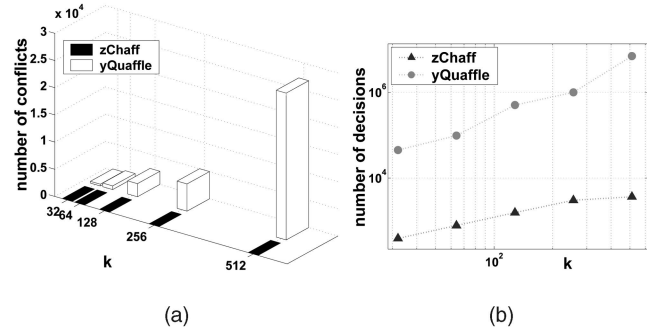 x 10⁴
3
2.5
2
1.5
1
0.5
0
number of conflicts
zChaff
yQuaffle
32
64
128
256
512
k
(a)
zChaff
yQuaffle
number of decisions
10⁶
10⁴
10²
k
(b)